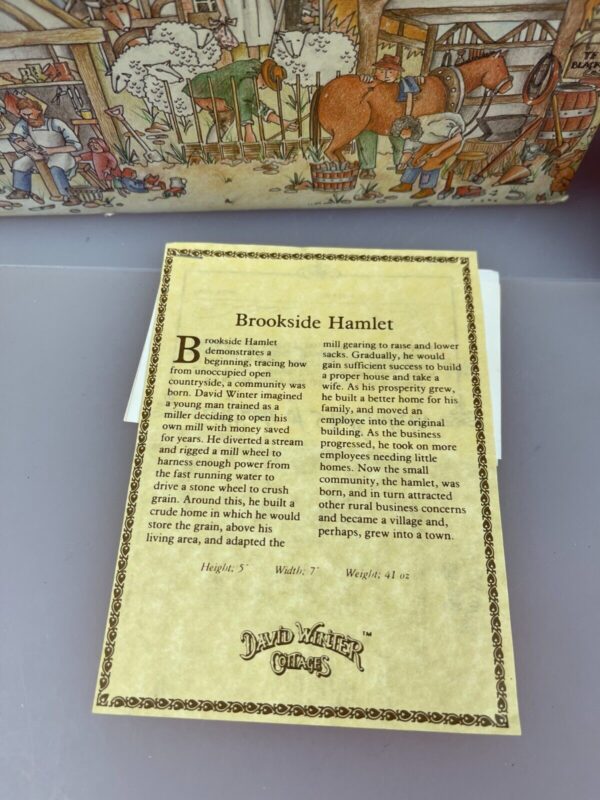 Brookside Hamlet
Brookside Hamlet
demonstrates a
beginning, tracing how
from unoccupied open
countryside, a community was
born. David Winter imagined
a young man trained as a
miller deciding to open his
own mill with money saved
for years. He diverted a stream
and rigged a mill wheel to
harness enough power from
the fast running water to
drive a stone wheel to crush
grain. Around this, he built a
crude home in which he would
store the grain, above his
living area, and adapted the
mill gearing to raise and lower
sacks. Gradually, he would
gain sufficient success to build
a proper house and take a
wife. As his prosperity grew,
he built a better home for his
family, and moved an
employee into the original
building. As the business
progressed, he took on more
employees needing little
homes. Now the small
community, the hamlet, was
born, and in turn attracted
other rural business concerns
and became a village and,
perhaps, grew into a town.
Height: 5" Width: 7" Weight: 41 oz
DAVID WINTER ™
COTTAGES